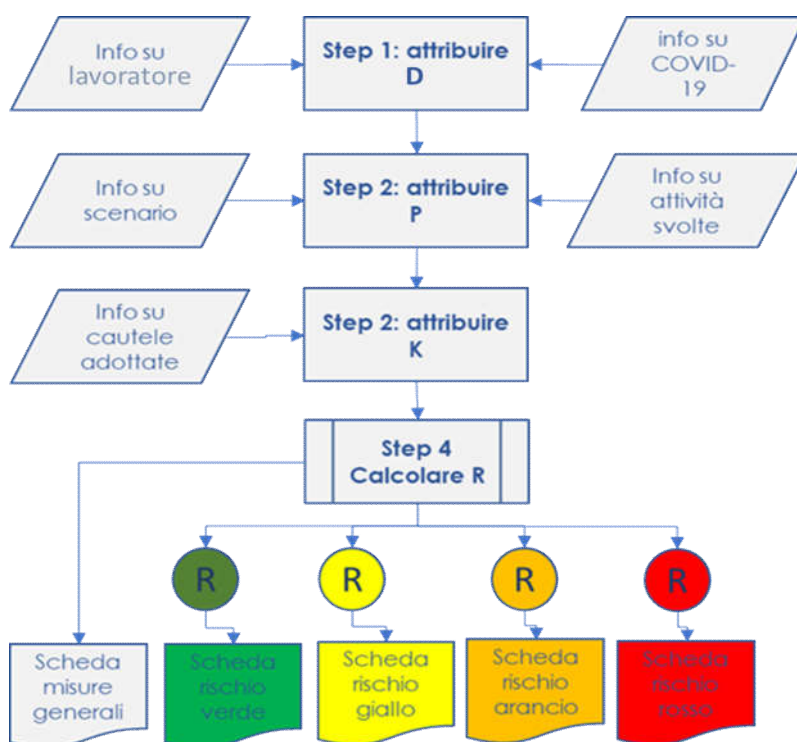 Info su
lavoratore
Step 1: attribuire
D
info su
COVID-
19
Info su
scenario
Step 2: attribuire
P
Info su
attività
svolte
Info su
cautele
adottate
Step 2: attribuire
K
Step 4
Calcolare R
R
R
R
R
Scheda
misure
generali
Scheda
rischio
verde
Scheda
rischio
giallo
Scheda
rischio
arancio
Scheda
rischio
rosso